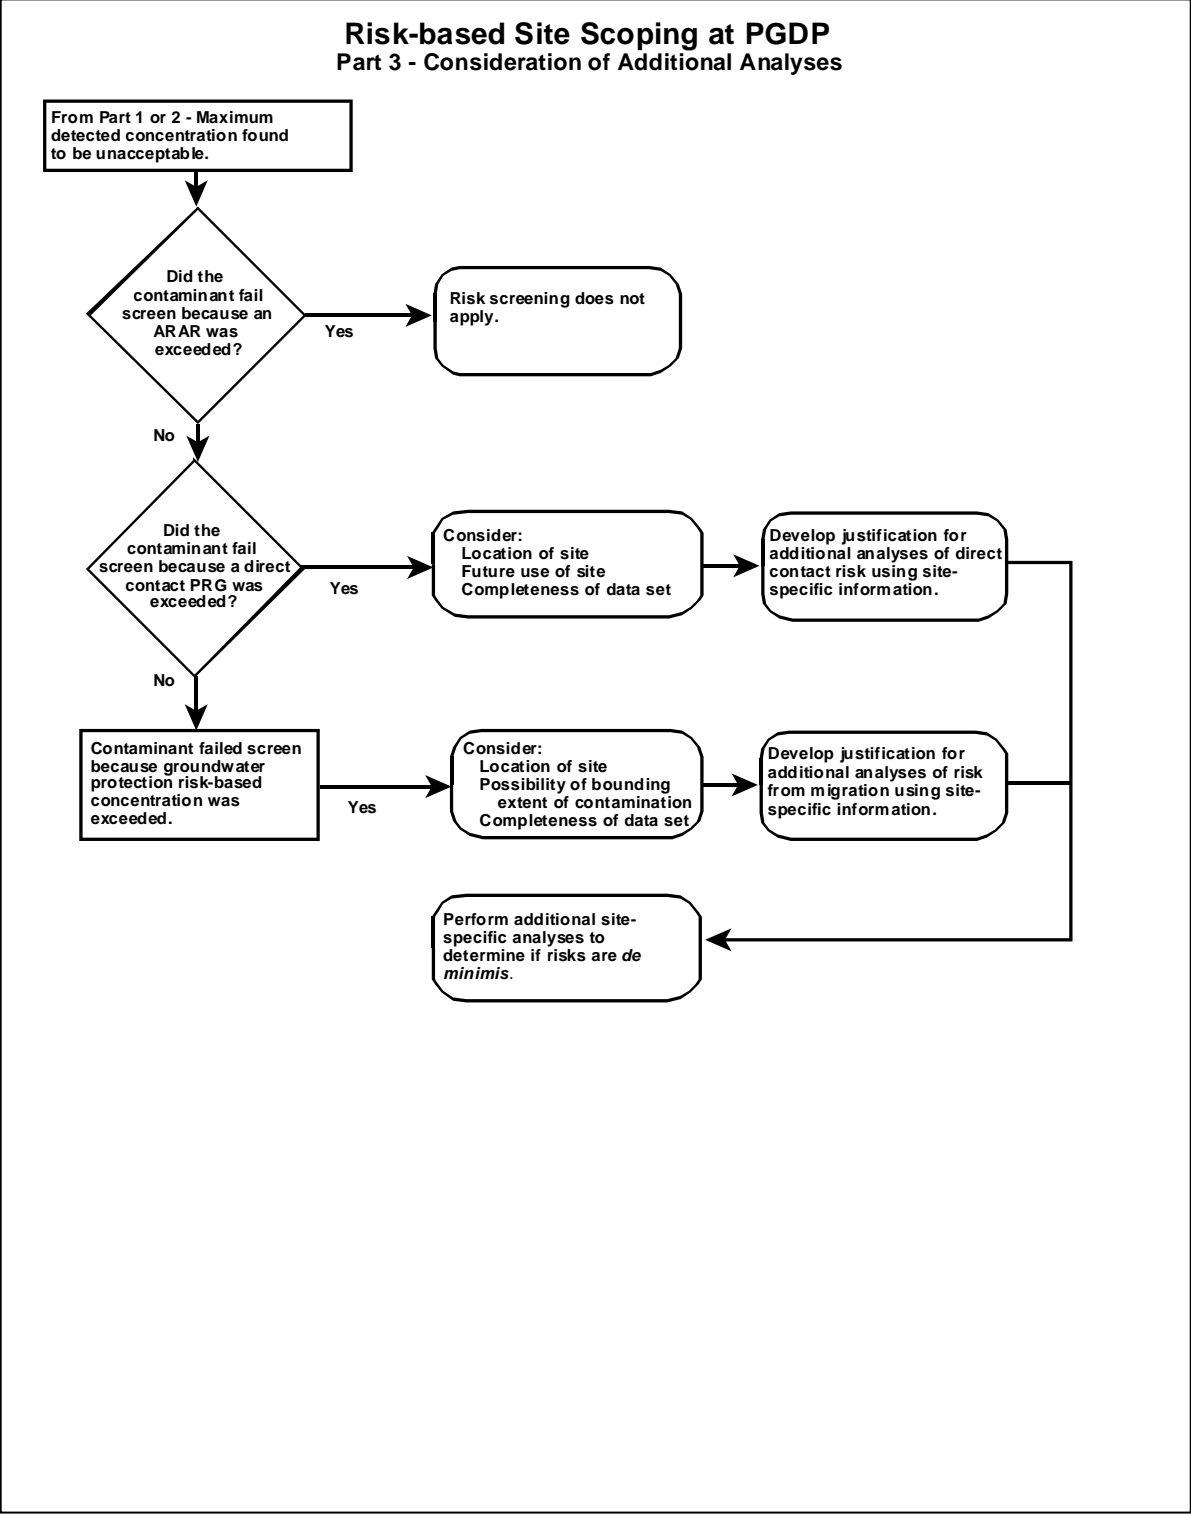 Risk-based Site Scoping at PGDP
Part 3 - Consideration of Additional Analyses
From Part 1 or 2 - Maximum
detected concentration found
to be unacceptable.
Did the
contaminant fail
screen because an
ARAR was
exceeded?
Yes
Risk screening does not
apply.
No
Did the
contaminant fail
screen because a direct
contact PRG was
exceeded?
Yes
Consider:
Location of site
Future use of site
Completeness of data set
Develop justification for
additional analyses of direct
contact risk using site-
specific information.
No
Contaminant failed screen
because groundwater
protection risk-based
concentration was
exceeded.
Yes
Consider:
Location of site
Possibility of bounding
extent of contamination
Completeness of data set
Develop justification for
additional analyses of risk
from migration using site-
specific information.
Perform additional site-
specific analyses to
determine if risks are de
minimis.